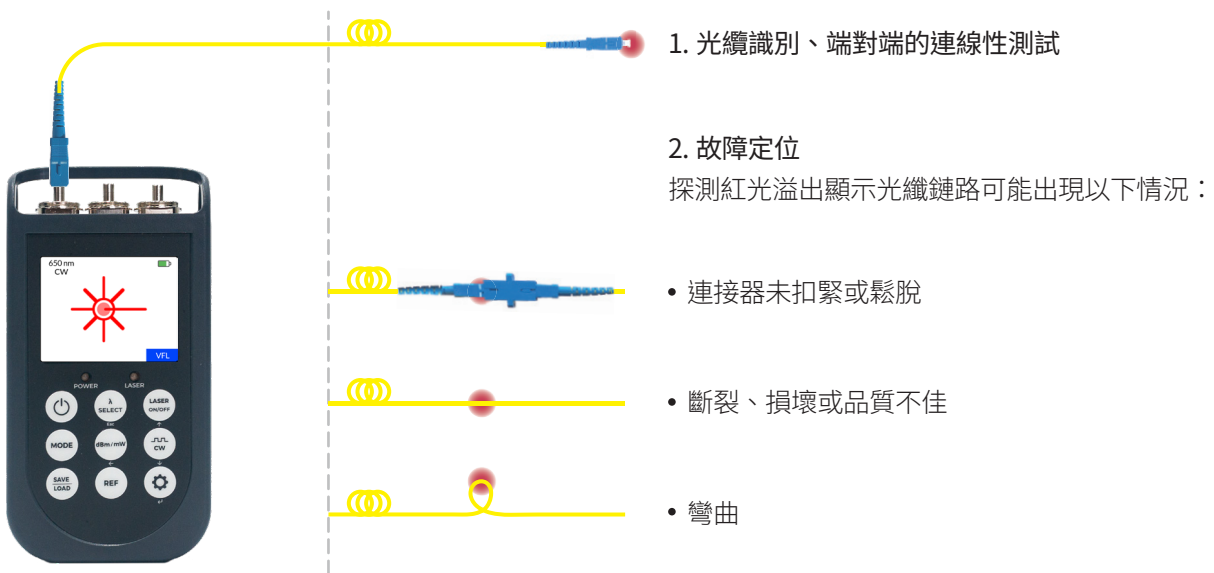 1. 光纜識別、端對端的連線性測試
2. 故障定位
探測紅光溢出顯示光纖鏈路可能出現以下情況：
650 nm
CW
VFL
POWER
LASER
λ
SELECT
LASER
ON/OFF
Esc
MODE
dBm/mW
CW
SAVE
LOAD
REF
• 連接器未扣緊或鬆脫
• 斷裂、損壞或品質不佳
• 彎曲